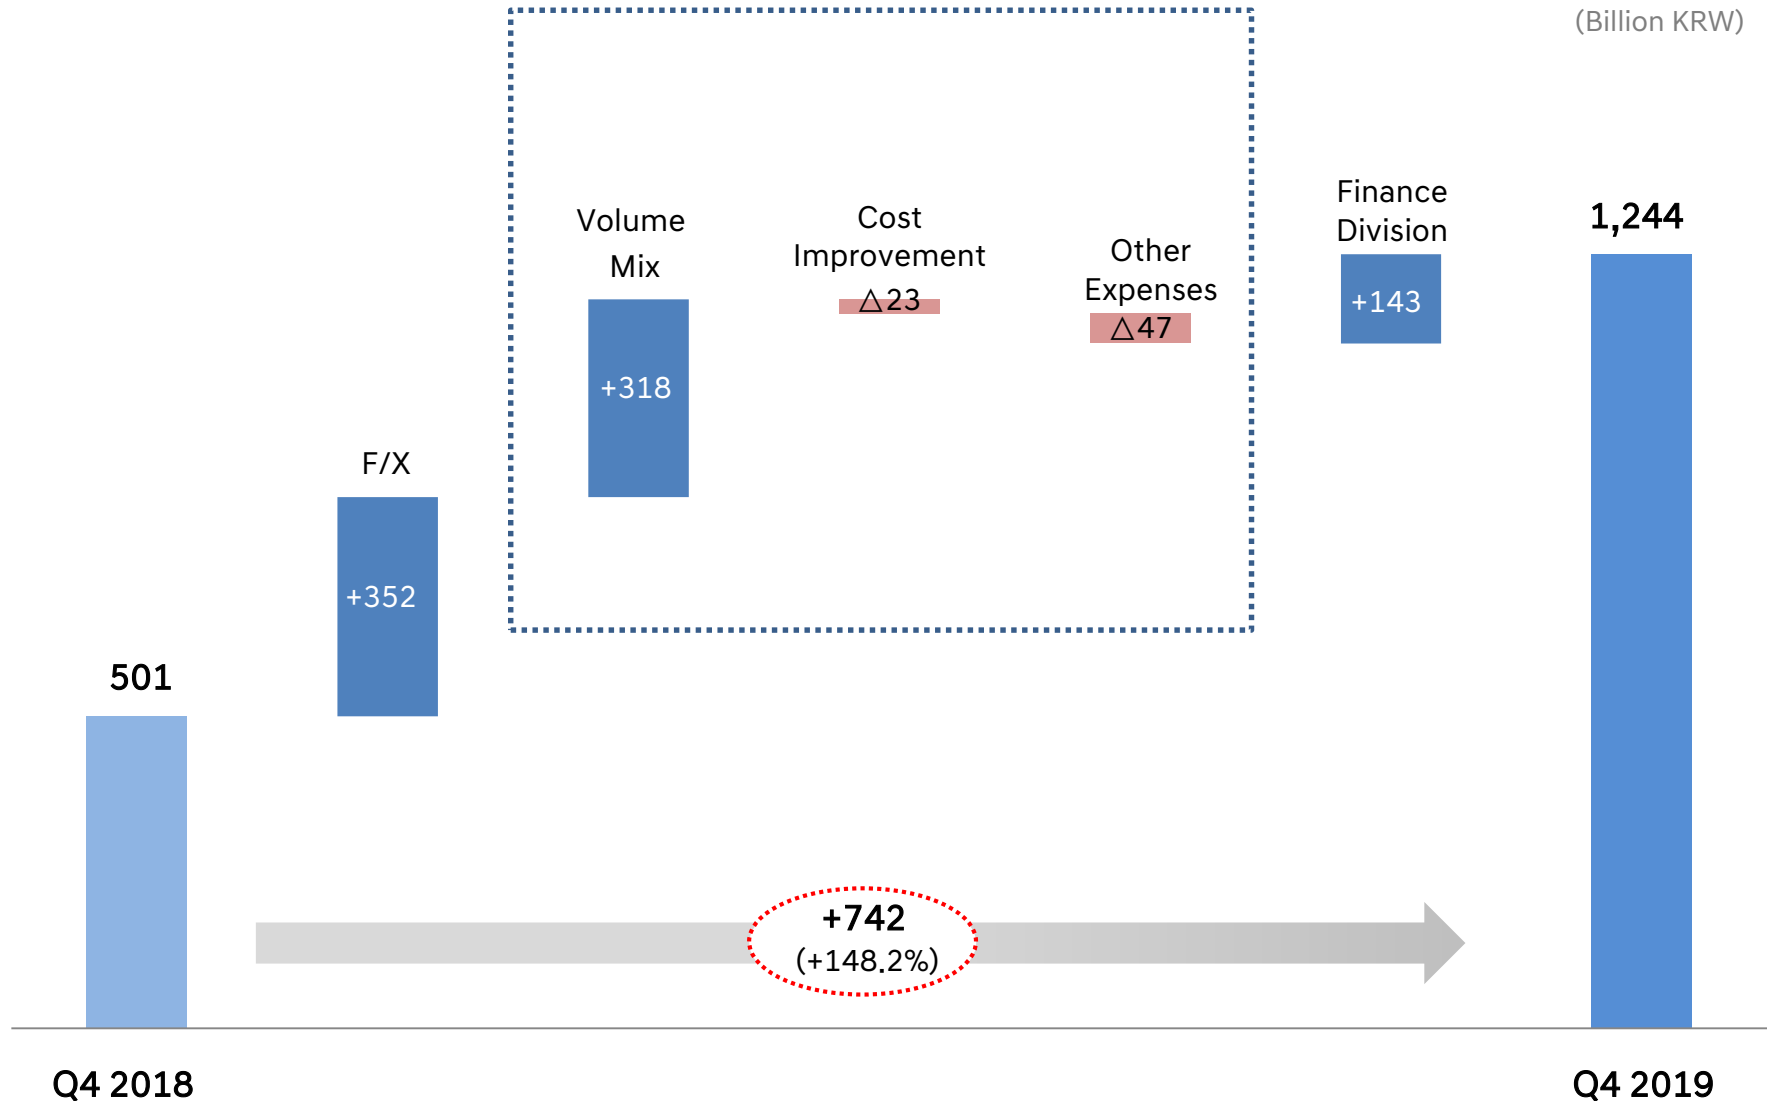 (Billion KRW)
501
F/X
+352
Volume
Mix
+318
Cost
Improvement
△23
Other
Expenses
△47
Finance
Division
+143
1,244
+742
(+148.2%)
Q4 2018
Q4 2019